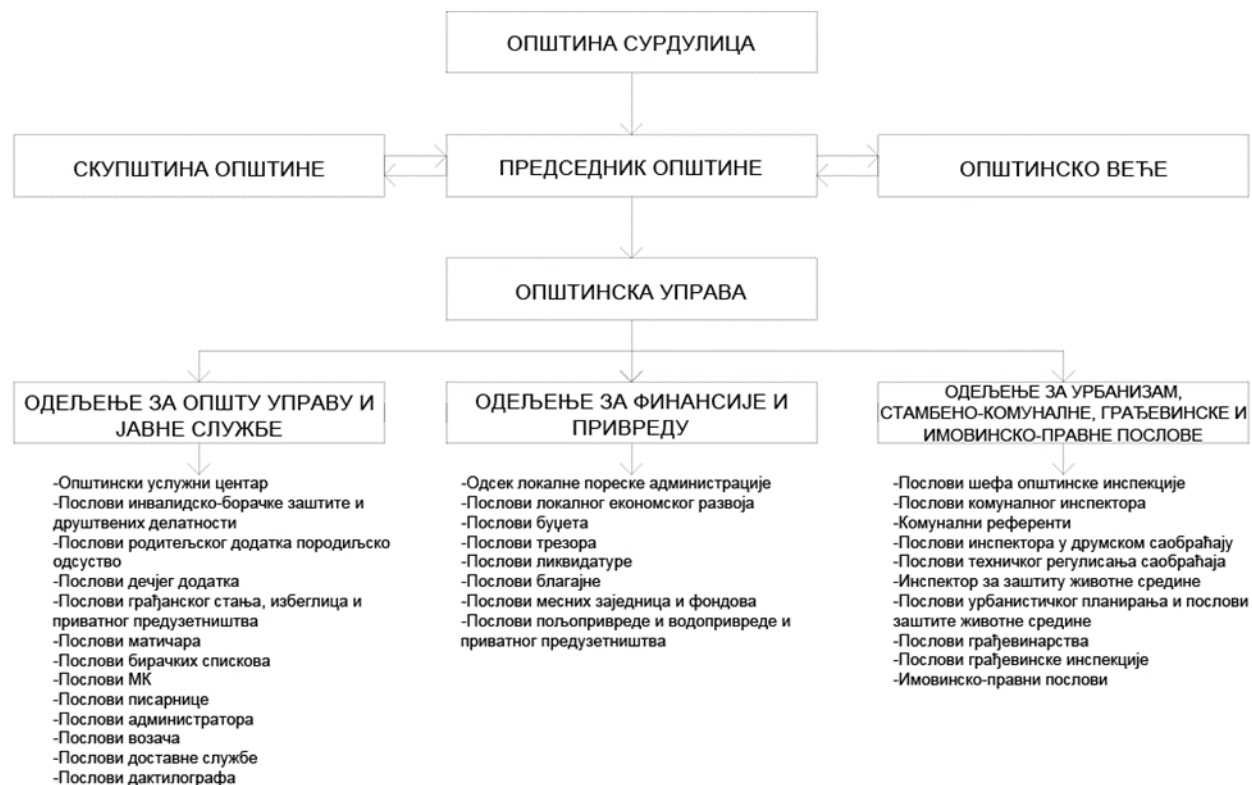 ОПШТИНА СУРДУЛИЦА
СКУПШТИНА ОПШТИНЕ
ПРЕДСЕДНИК ОПШТИНЕ
ОПШТИНСКО ВЕЋЕ
ОПШТИНСКА УПРАВА
ОДЕЉЕЊЕ ЗА ОПШТУ УПРАВУ И
ЈАВНЕ СЛУЖБЕ
-Општински услужни центар
-Послови инвалидско-борачке заштите и
друштвених делатности
-Послови родитељског додатка породиљско
одсуство
-Послови дечјег додатка
-Послови грађанског стања, избеглица и
приватног предузетништва
-Послови матичара
-Послови бирачких спискова
-Послови МК
-Послови писарнице
-Послови администратора
-Послови возача
-Послови доставне службе
-Послови дактилографа
ОДЕЉЕЊЕ ЗА ФИНАНСИЈЕ И
ПРИВРЕДУ
-Одсек локалне пореске администрације
-Послови локалног економског развоја
-Послови буџета
-Послови трезора
-Послови ликвидатуре
-Послови благајне
-Послови месних заједница и фондова
-Послови пољопривреде и водопривреде и
приватног предузетништва
ОДЕЉЕЊЕ ЗА УРБАНИЗАМ,
СТАМБЕНО-КОМУНАЛНЕ, ГРАЂЕВИНСКЕ И
ИМОВИНСКО-ПРАВНЕ ПОСЛОВЕ
-Послови шефа општинске инспекције
-Послови комуналног инспектора
-Комунални референти
-Послови инспектора у друмском саобраћају
-Послови техничког регулисања саобраћаја
-Инспектор за заштиту животне средине
-Послови урбанистичког планирања и послови
заштите животне средине
-Послови грађевинарства
-Послови грађевинске инспекције
-Имовинско-правни послови